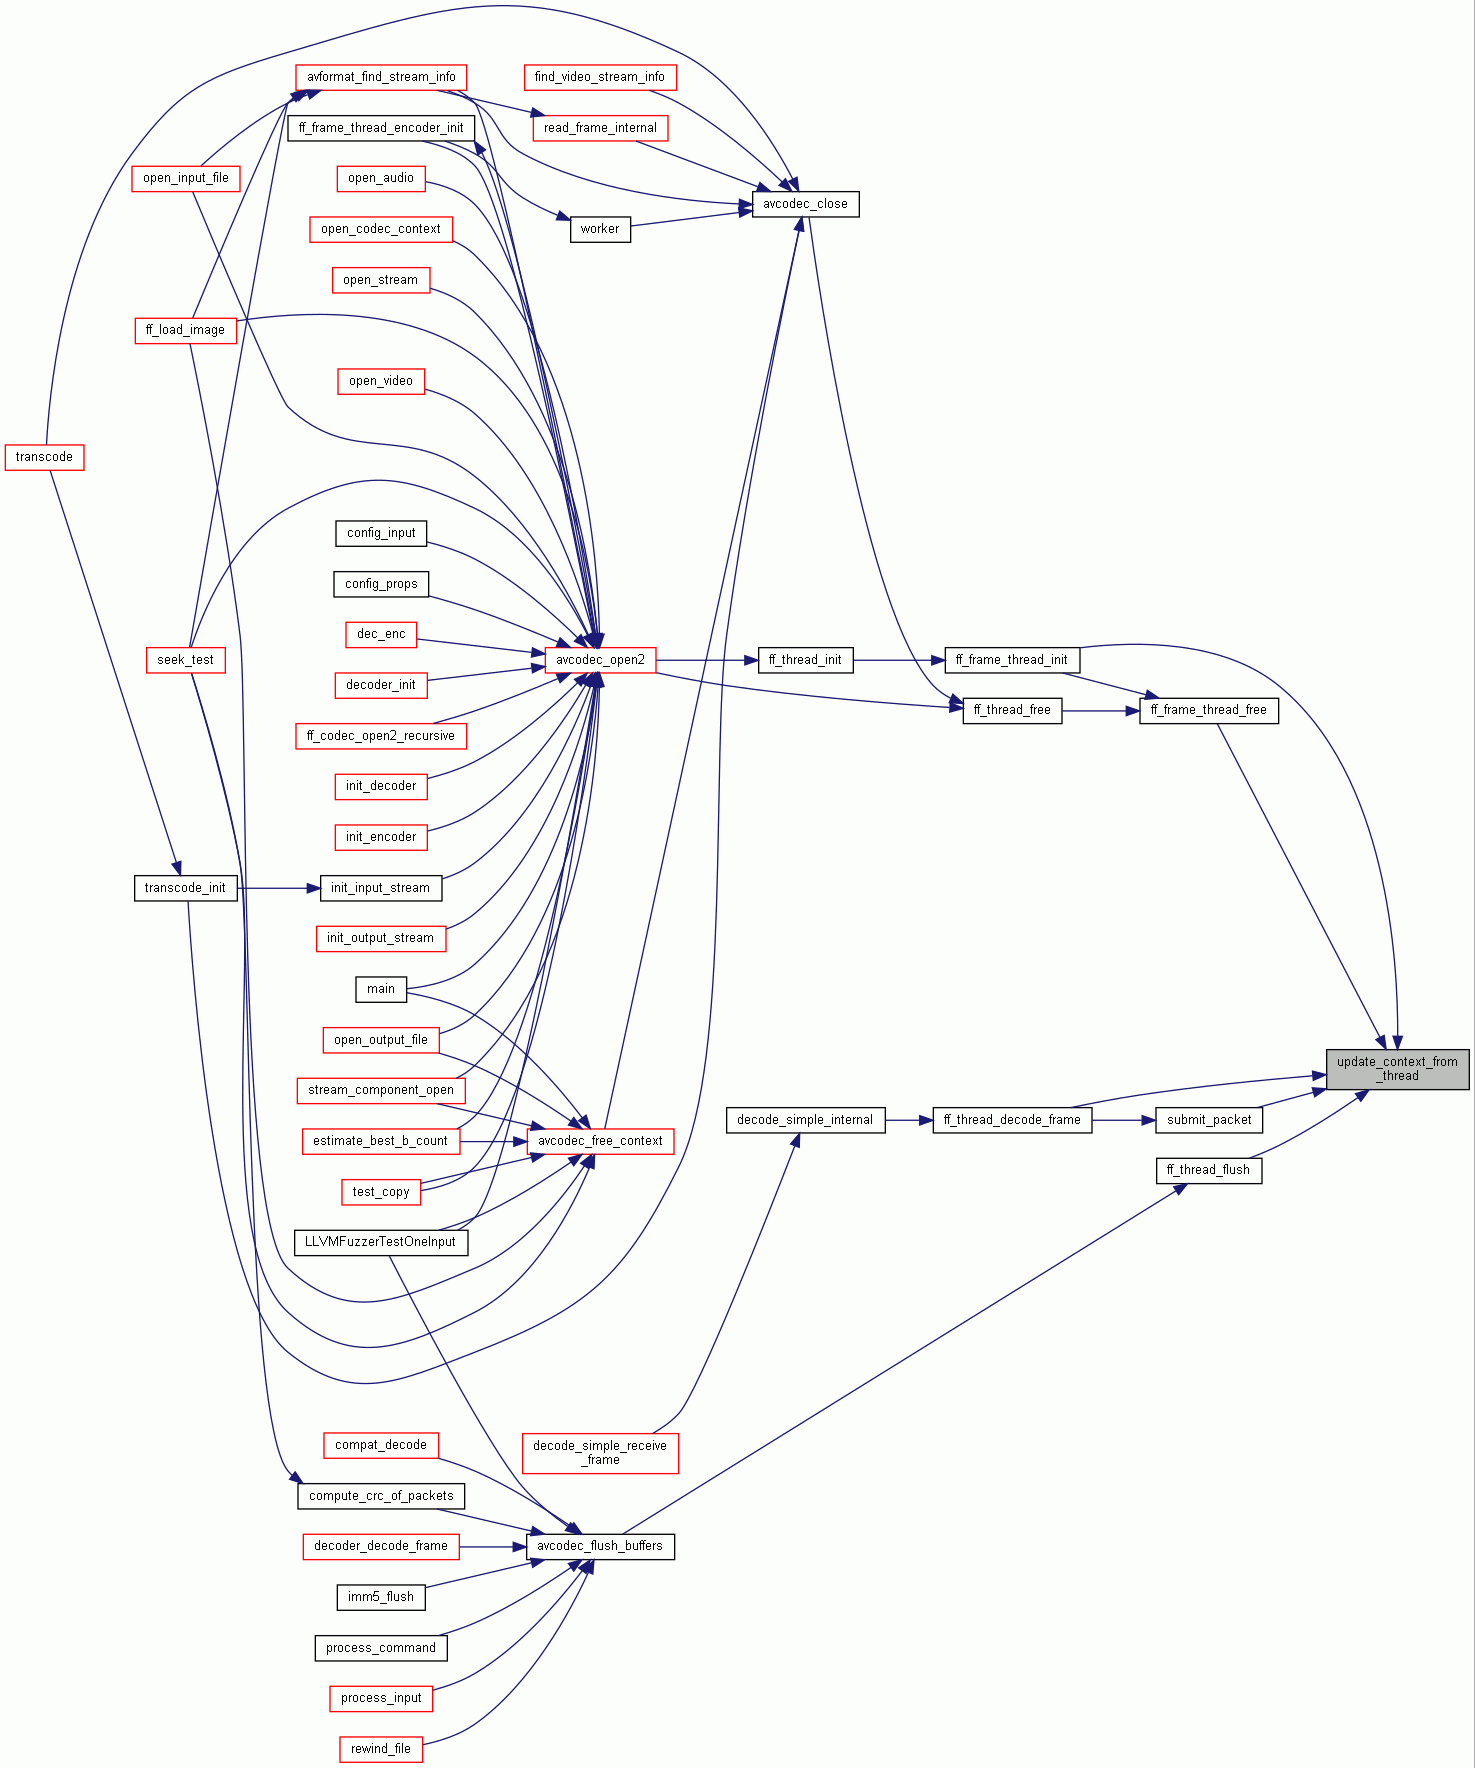 avformat_find_stream_info
find_video_stream_info
ff_frame_thread_encoder_init
read_frame_internal
open_input_file
open_audio
avcodec_close
open_codec_context
worker
open_stream
ff_load_image
open_video
transcode
config_input
config_props
dec_enc
seek_test
avcodec_open2
ff_thread_init
ff_frame_thread_init
decoder_init
ff_thread_free
ff_frame_thread_free
ff_codec_open2_recursive
init_decoder
init_encoder
transcode_init
init_input_stream
init_output_stream
main
open_output_file
update_context_from
_thread
stream_component_open
decode_simple_internal
ff_thread_decode_frame
submit_packet
estimate_best_b_count
avcodec_free_context
ff_thread_flush
test_copy
LLVMFuzzerTestOneInput
compat_decode
decode_simple_receive
_frame
compute_crc_of_packets
decoder_decode_frame
avcodec_flush_buffers
imm5_flush
process_command
process_input
rewind_file